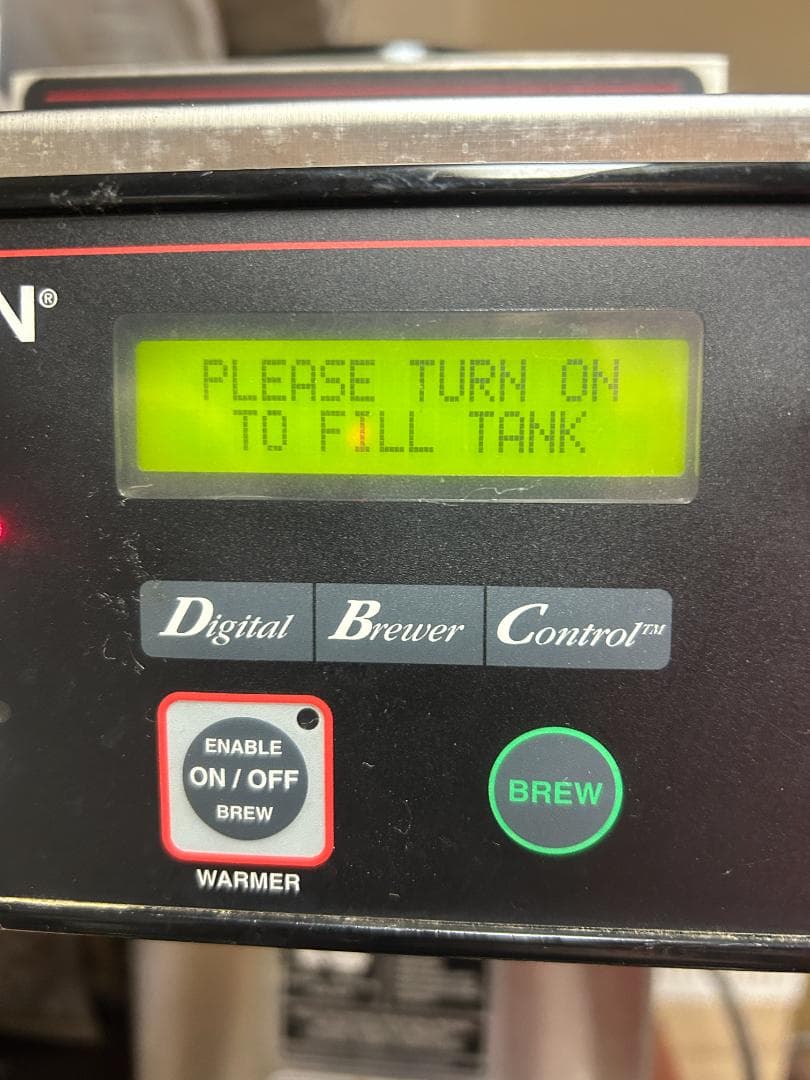 N®
PLEASE TURN ON
TO FILL TANK
Digital Brewer Control™
ENABLE
ON / OFF
BREW
BREW
WARMER